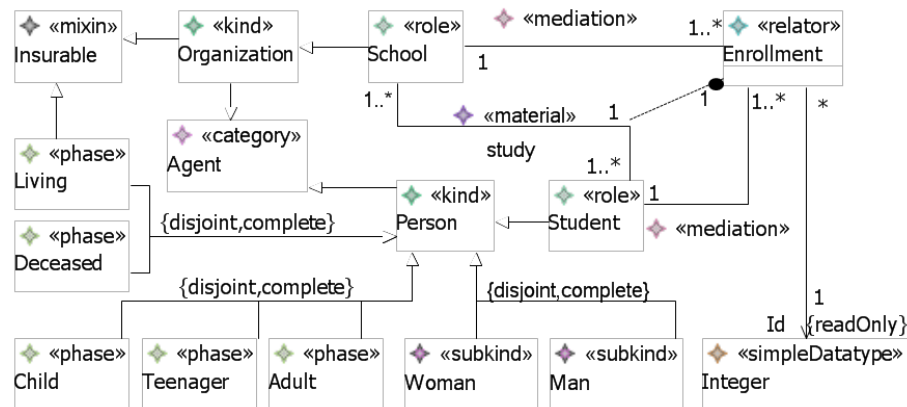 «mixin»
Insurable
«kind»
Organization
«role»
School
«mediation»
1
1..*
«relator»
Enrollment
1..*
«material»
study
1
1
1..*
*
«category»
Agent
1..*
«phase»
Living
«kind»
Person
«role»
Student
1
«mediation»
{disjoint,complete}
«phase»
Deceased
{disjoint,complete}
{disjoint,complete}
1
Id {readOnly}
«phase»
Child
«phase»
Teenager
«phase»
Adult
«subkind»
Woman
«subkind»
Man
«simpleDatatype»
Integer